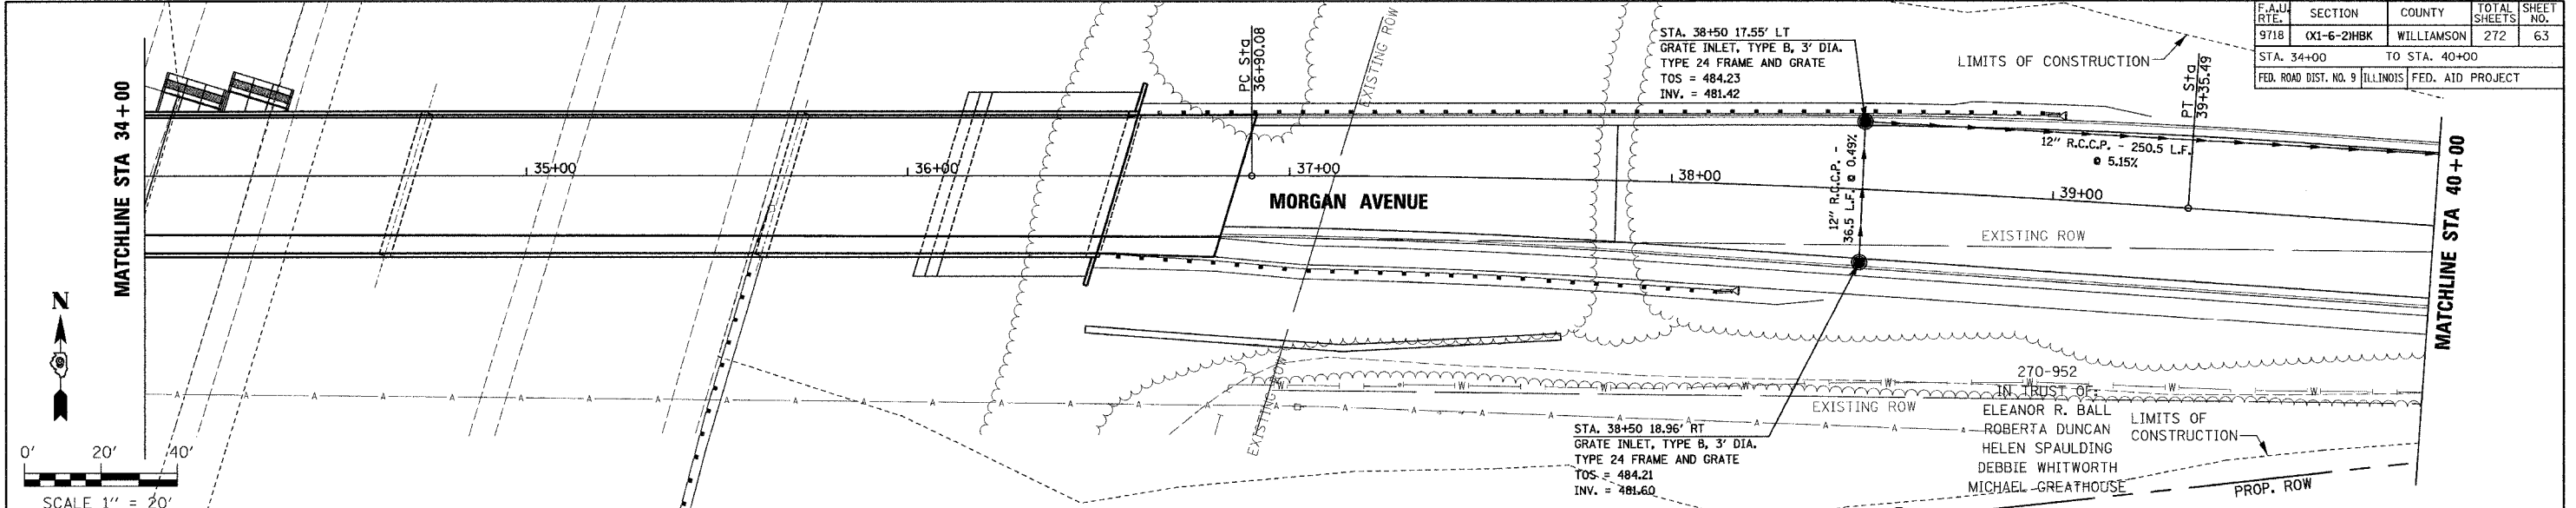 F.A.U. RTE. SECTION COUNTY TOTAL SHEETS SHEET NO.
9718 (X1-6-2)HBK WILLIAMSON 272 63
STA. 34+00 TO STA. 40+00
FED. ROAD DIST. NO. 9 ILLINOIS FED. AID PROJECT
MATCHLINE STA 34+00
35+00
36+00
PC Sta
36+90.08
EXISTING ROW
37+00
MORGAN AVENUE
STA. 38+50 17.55' LT
GRATE INLET, TYPE B, 3' DIA.
TYPE 24 FRAME AND GRATE
TOS = 484.23
INV. = 481.42
LIMITS OF CONSTRUCTION
PT Sta
39+35.49
38+00
12" R.C.C.P. -
36.5 L.F. @ 0.49%
12" R.C.C.P. - 250.5 L.F.
@ 5.15%
39+00
EXISTING ROW
MATCHLINE STA 40+00
N
0' 20' 40'
SCALE 1" = 20'
A A A A A A A A A A A A A A A A A A A A
W W W W W W W W
EXISTING ROW
EXISTING ROW
STA. 38+50 18.96' RT
GRATE INLET, TYPE B, 3' DIA.
TYPE 24 FRAME AND GRATE
TOS = 484.21
INV. = 481.60
270-952
IN TRUST OF:
ELEANOR R. BALL
ROBERTA DUNCAN
HELEN SPAULDING
DEBBIE WHITWORTH
MICHAEL GREATHOUSE
LIMITS OF
CONSTRUCTION
PROP. ROW